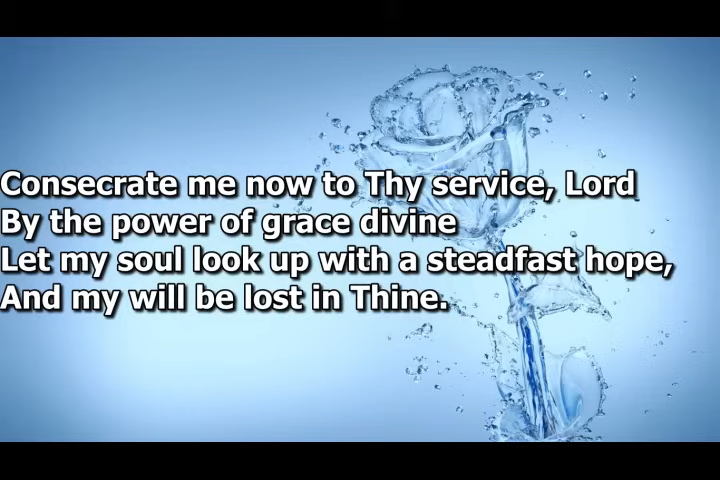 Consecrate me now to Thy service, Lord
By the power of grace divine
Let my soul look up with a steadfast hope,
And my will be lost in Thine.